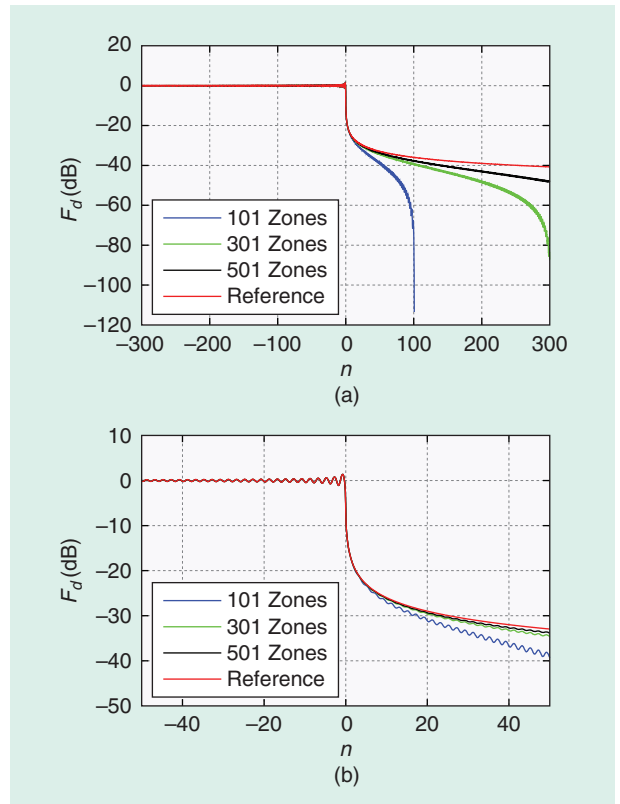 20
0
−20
−40
−60
−80
−100
−120
F_d (dB)
101 Zones
301 Zones
501 Zones
Reference
−300 −200 −100 0 100 200 300
n
(a)
10
0
−10
−20
−30
−40
−50
F_d (dB)
101 Zones
301 Zones
501 Zones
Reference
−40 −20 0 20 40
n
(b)